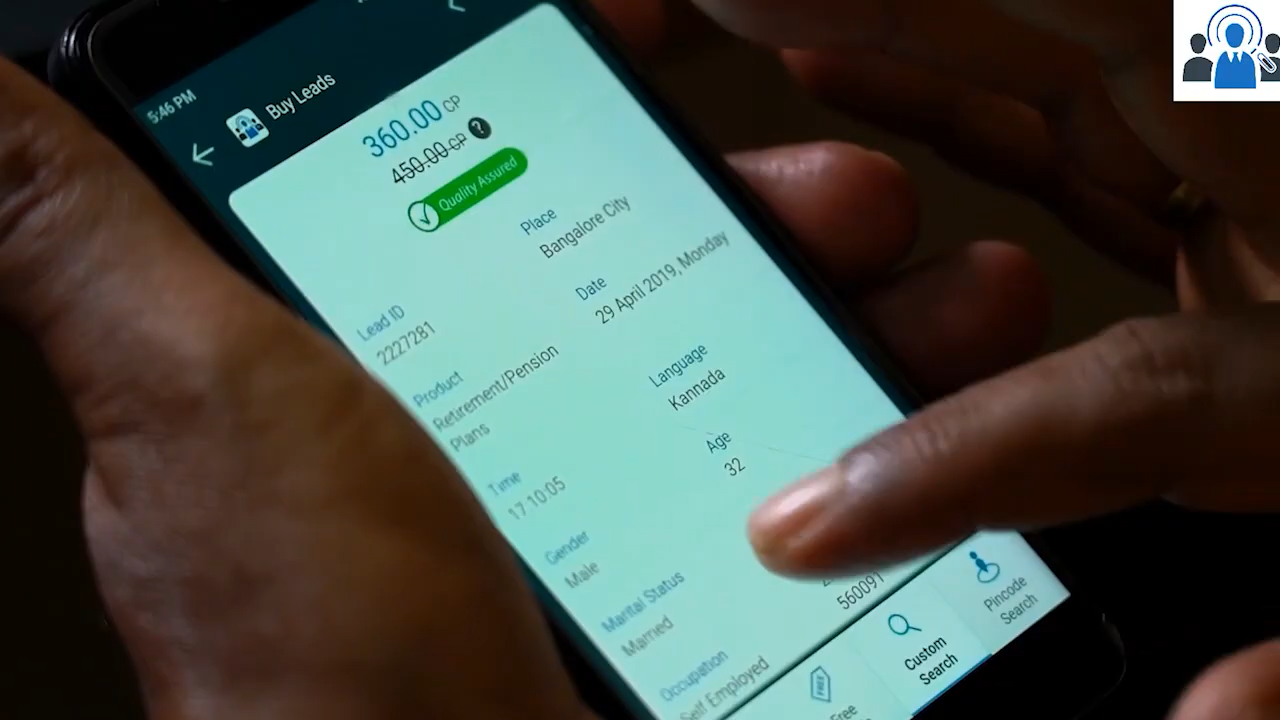 5:46 PM
Buy Leads
360.00 CP
450.00 CP ?
Quality Assured
Lead ID
2227281
Place
Bangalore City
Product
Retirement/Pension
Plans
Date
29 April 2019, Monday
Time
17:10:05
Language
Kannada
Gender
Male
Age
32
Marital Status
Married
560091
Occupation
Self Employed
FREE
Free
Custom
Search
Pincode
Search